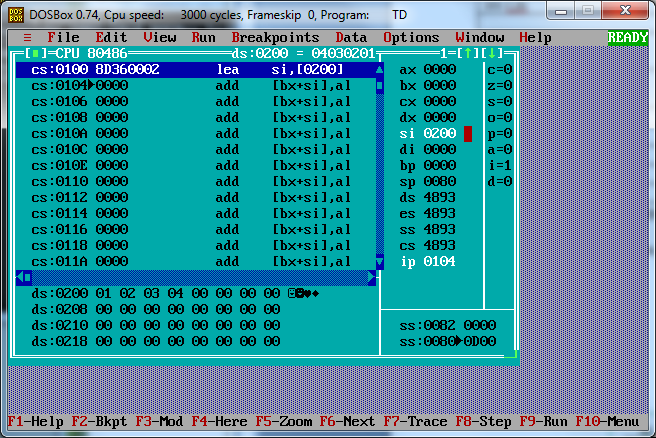 DOSBox 0.74, Cpu speed: 3000 cycles, Frameskip 0, Program: TD
≡ File Edit View Run Breakpoints Data Options Window Help READY
[■]=CPU 80486 ds:0200 = 04030201 1=[↑][↓]
cs:0100 8D360002 lea si,[0200] ax 0000 c=0
cs:0104►0000 add [bx+si],al bx 0000 z=0
cs:0106 0000 add [bx+si],al cx 0000 s=0
cs:0108 0000 add [bx+si],al dx 0000 o=0
cs:010A 0000 add [bx+si],al si 0200 p=0
cs:010C 0000 add [bx+si],al di 0000 a=0
cs:010E 0000 add [bx+si],al bp 0000 i=1
cs:0110 0000 add [bx+si],al sp 0080 d=0
cs:0112 0000 add [bx+si],al ds 4893
cs:0114 0000 add [bx+si],al es 4893
cs:0116 0000 add [bx+si],al ss 4893
cs:0118 0000 add [bx+si],al cs 4893
cs:011A 0000 add [bx+si],al ip 0104
ds:0200 01 02 03 04 00 00 00 00 ☺☻♥♦
ds:0208 00 00 00 00 00 00 00 00
ds:0210 00 00 00 00 00 00 00 00 ss:0082 0000
ds:0218 00 00 00 00 00 00 00 00 ss:0080►0D00
F1-Help F2-Bkpt F3-Mod F4-Here F5-Zoom F6-Next F7-Trace F8-Step F9-Run F10-Menu